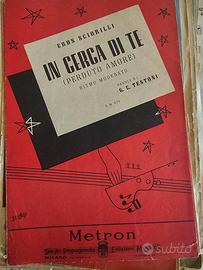 EROS SCIORILLI
IN CERCA DI TE
(PERDUTO AMORE)
RITMO MODERATO
PAROLE DI
G. C. TESTONI
Metron
MILANO
subito